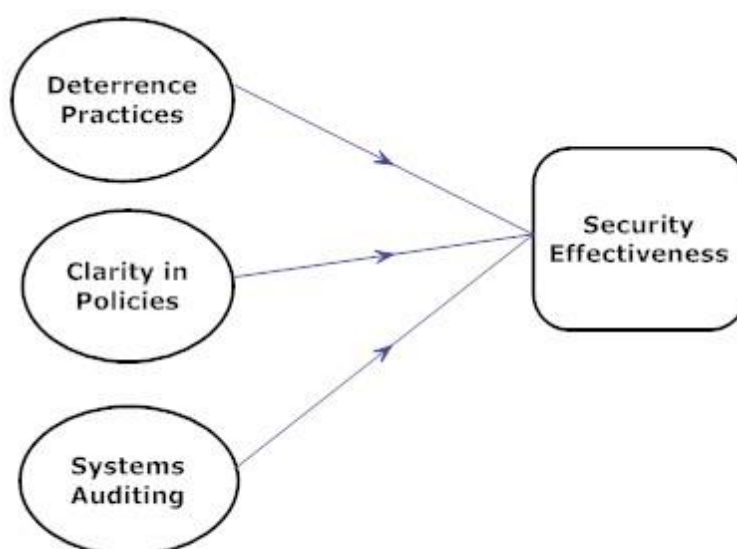 Deterrence
Practices
Clarity in
Policies
Systems
Auditing
Security
Effectiveness